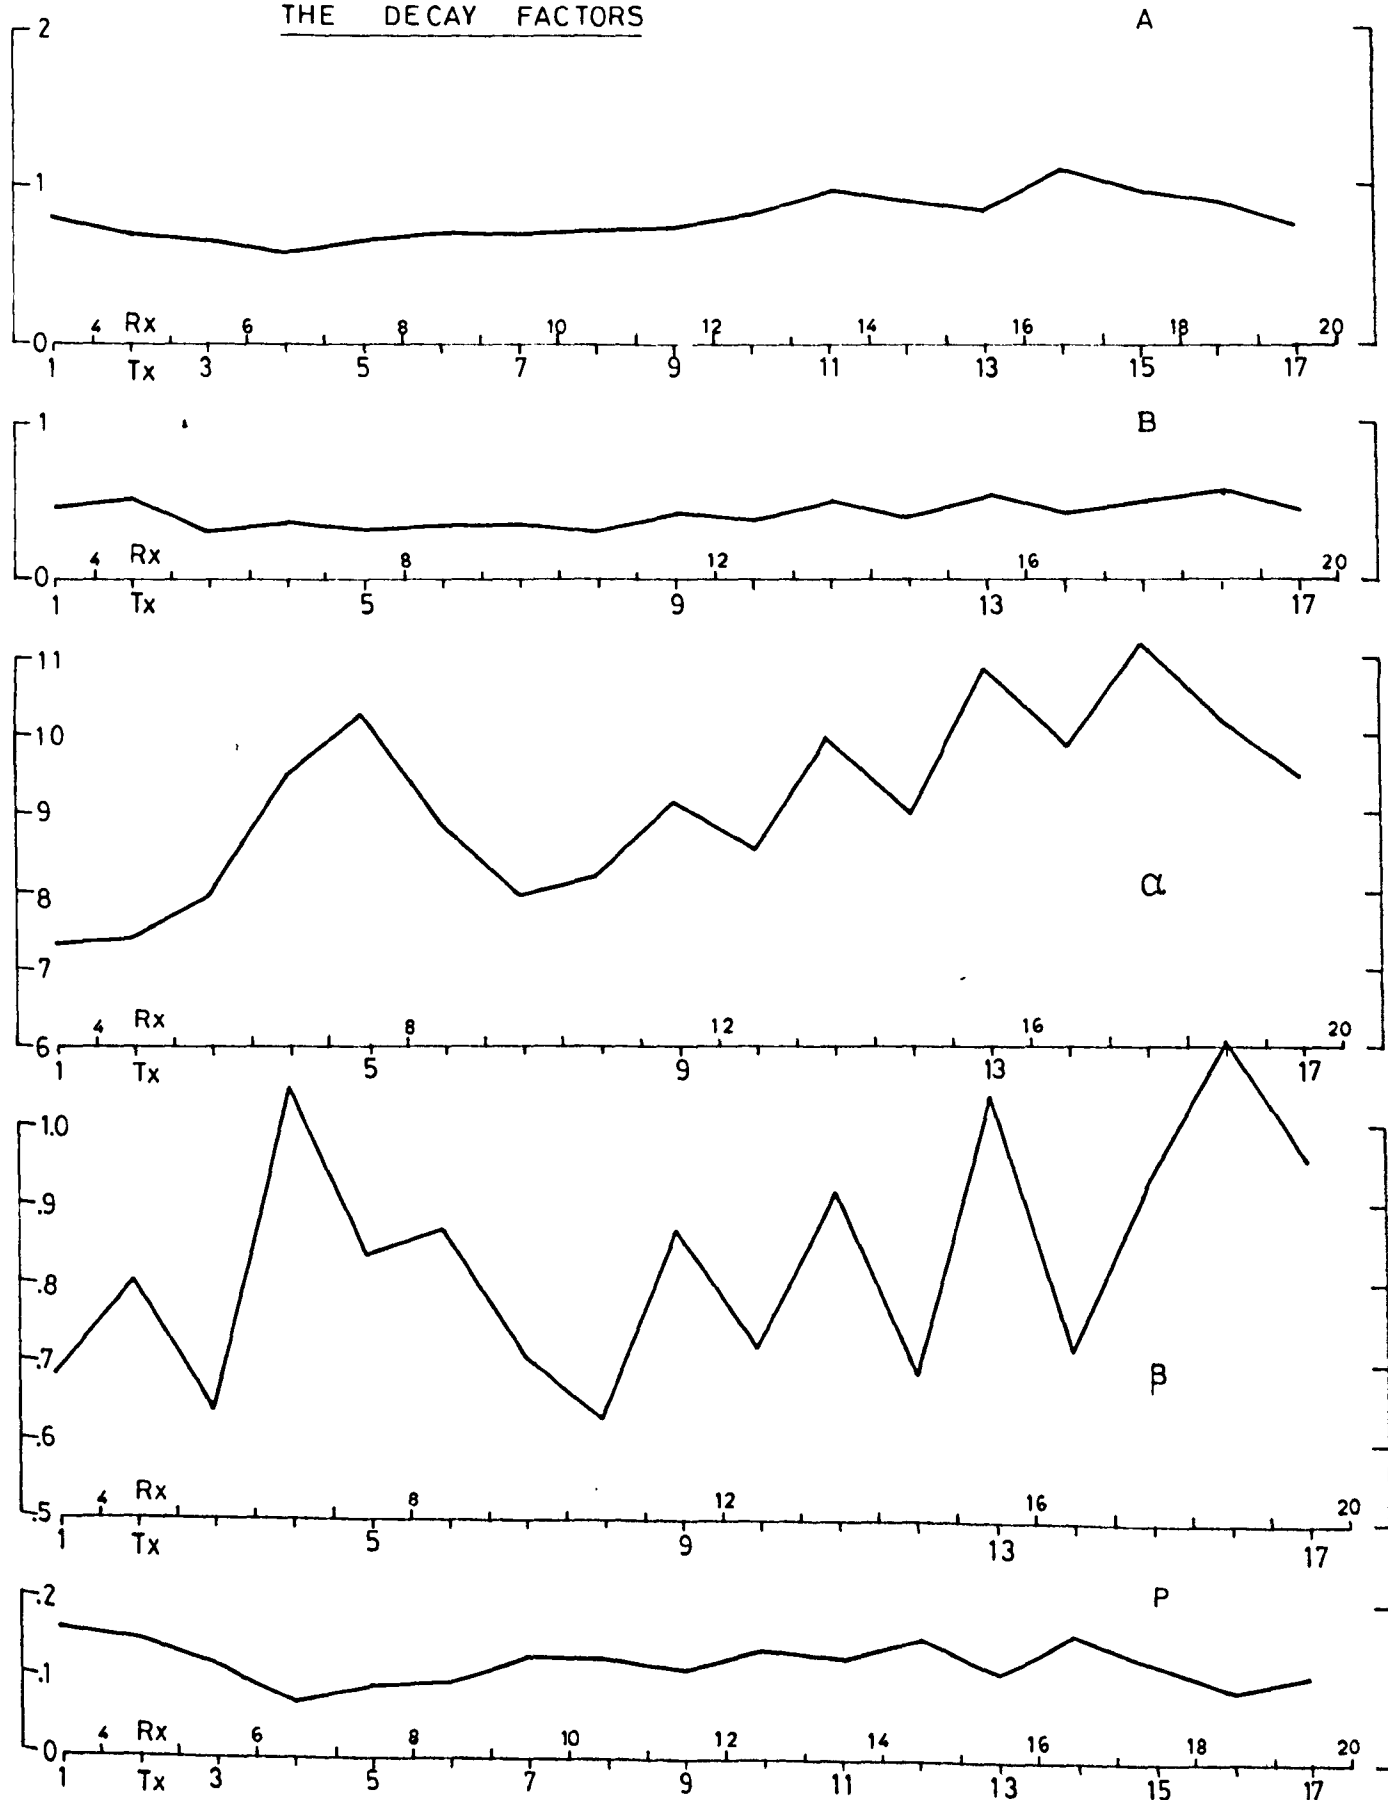 THE DECAY FACTORS
A
2
1
0
4 Rx 6 8 10 12 14 16 18 20
1 Tx 3 5 7 9 11 13 15 17
B
1
0
4 Rx 8 12 16 20
1 Tx 5 9 13 17
11
10
9
8
α
7
6
4 Rx 8 12 16 20
1 Tx 5 9 13 17
1.0
.9
.8
.7
β
.6
.5
4 Rx 8 12 16 20
1 Tx 5 9 13 17
.2
P
.1
0
4 Rx 6 8 10 12 14 16 18 20
1 Tx 3 5 7 9 11 13 15 17